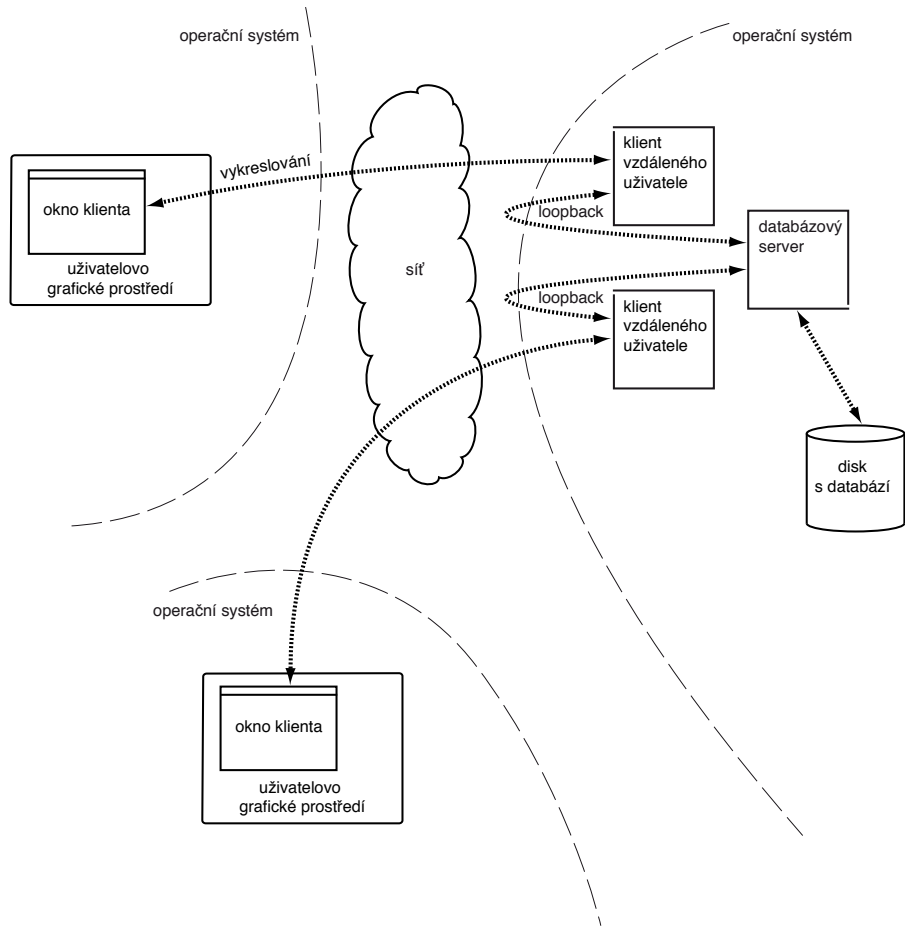 operační systém
operační systém
klient
vzdáleného
uživatele
vykreslování
okno klienta
loopback
databázový
server
uživatelovo
grafické prostředí
síť
loopback
klient
vzdáleného
uživatele
disk
s databází
operační systém
okno klienta
uživatelovo
grafické prostředí